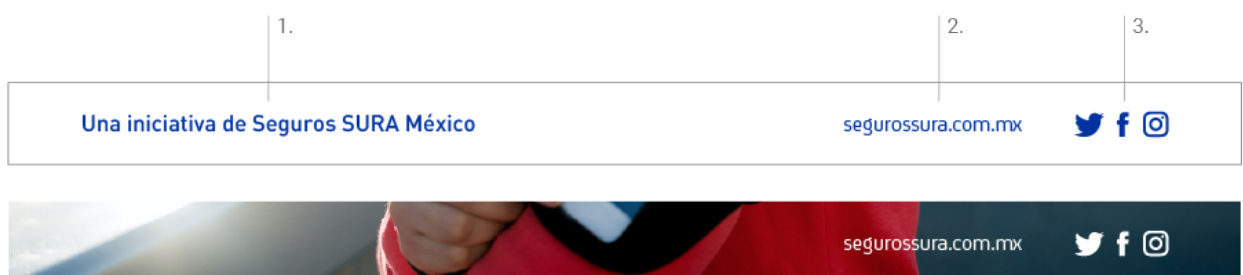 1.
2.
3.
Una iniciativa de Seguros SURA México
segurossura.com.mx
segurossura.com.mx